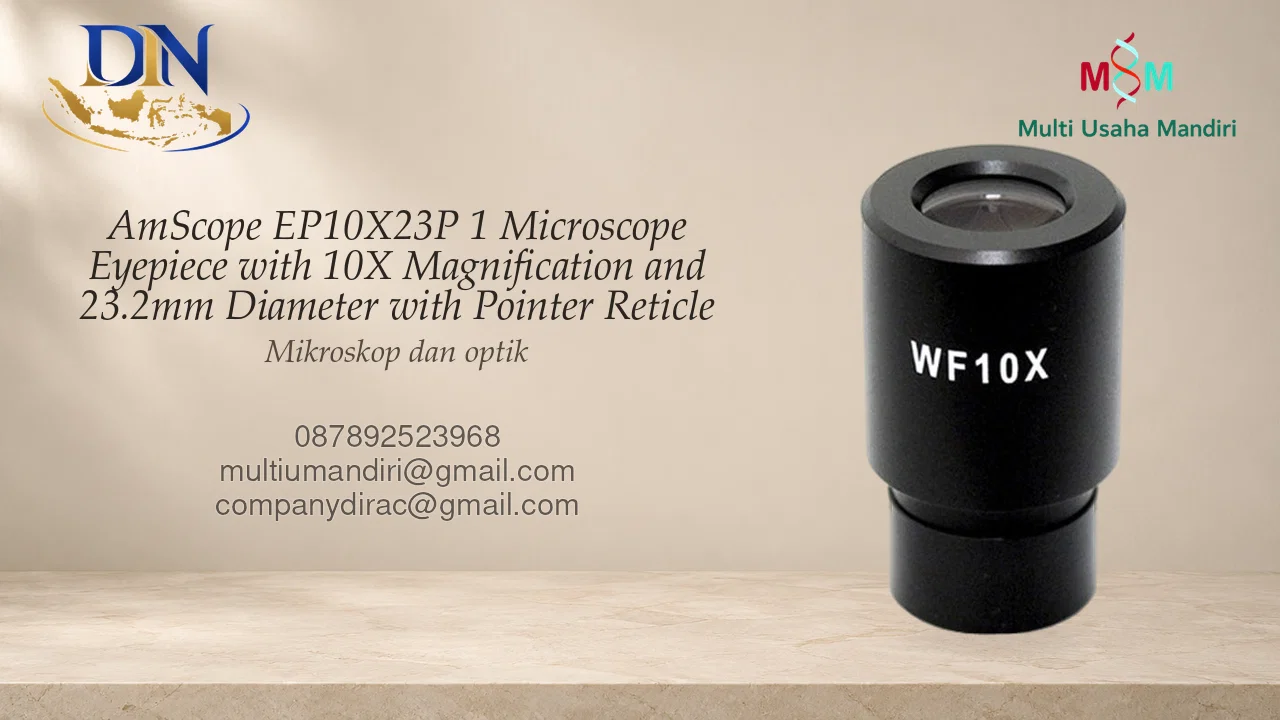 DN
M M
Multi Usaha Mandiri
AmScope EP10X23P 1 Microscope
Eyepiece with 10X Magnification and
23.2mm Diameter with Pointer Reticle
Mikroskop dan optik
087892523968
multiumandiri@gmail.com
companydirac@gmail.com
WF10X